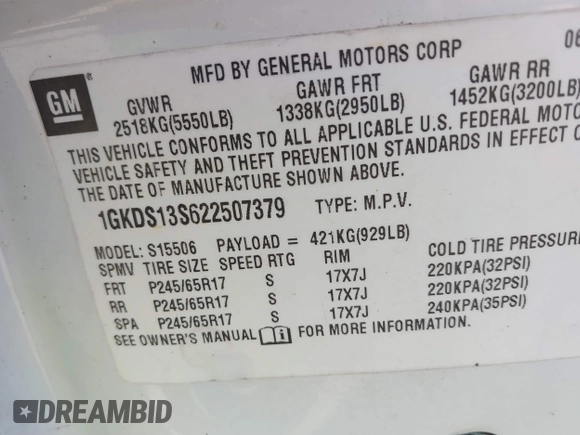 MFD BY GENERAL MOTORS CORP 06
GM
GVWR GAWR FRT GAWR RR
2518KG(5550LB) 1338KG(2950LB) 1452KG(3200LB)
THIS VEHICLE CONFORMS TO ALL APPLICABLE U.S. FEDERAL MOTO
VEHICLE SAFETY AND THEFT PREVENTION STANDARDS IN EFFECT O
THE DATE OF MANUFACTURE SHOWN ABOVE.
1GKDS13S622507379 TYPE: M.P.V.
MODEL: S15506 PAYLOAD = 421KG(929LB)
SPMV TIRE SIZE SPEED RTG RIM COLD TIRE PRESSURE
FRT P245/65R17 S 17X7J 220KPA(32PSI)
RR P245/65R17 S 17X7J 220KPA(32PSI)
SPA P245/65R17 S 17X7J 240KPA(35PSI)
SEE OWNER'S MANUAL FOR MORE INFORMATION.
DREAMBID